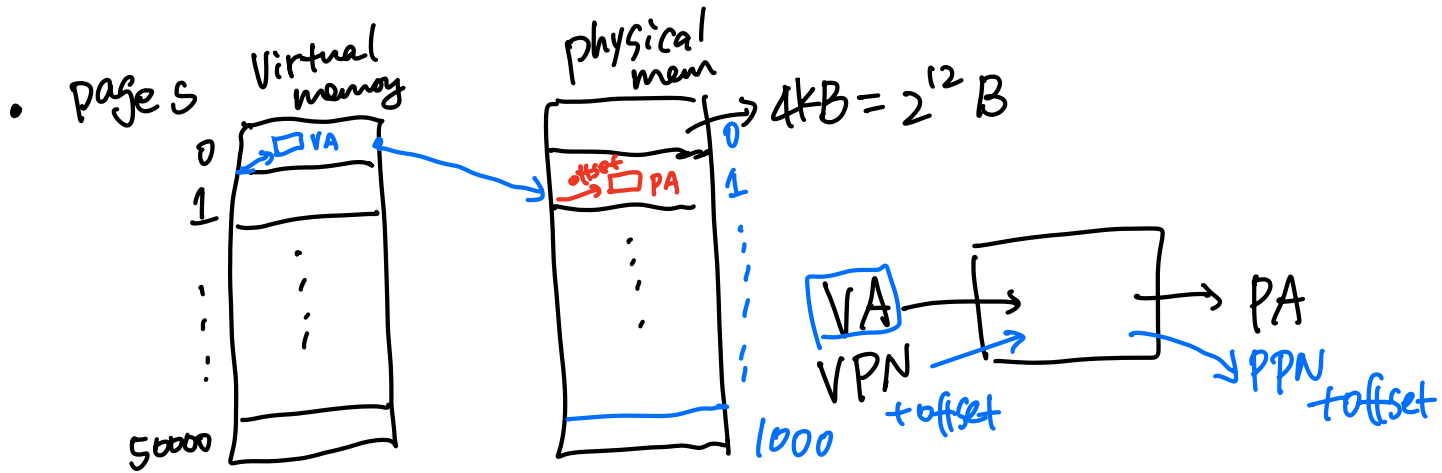 • pages
Virtual
memory
physical
mem
4kB = 2^12 B
0
VA
0
1
offset
PA
1
50000
1000
VA
PA
VPN
+offset
PPN
+offset